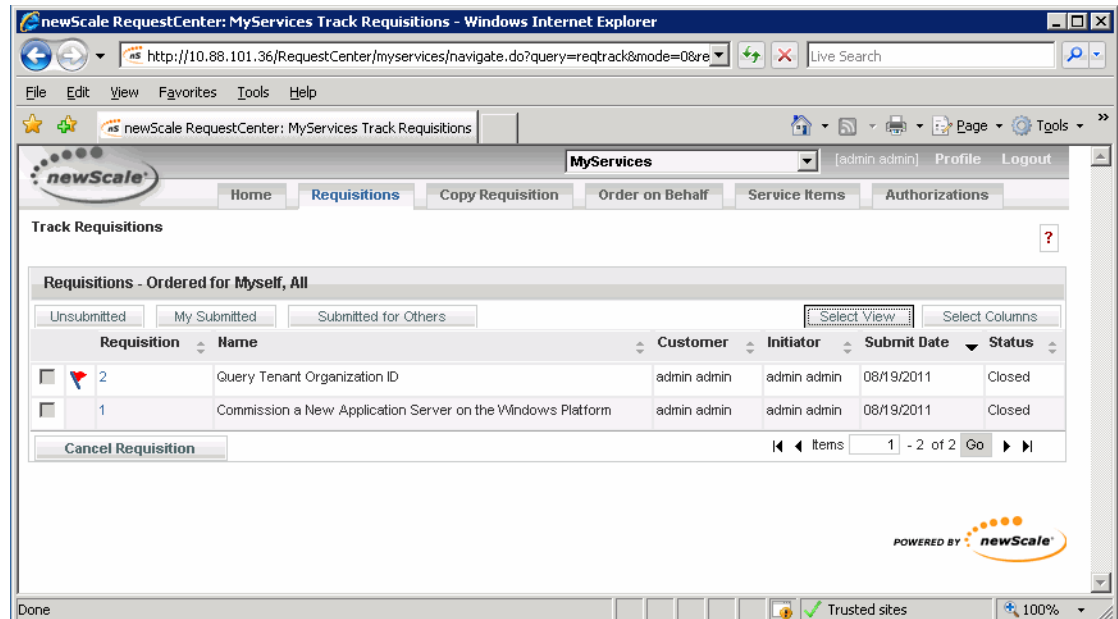 newScale RequestCenter: MyServices Track Requisitions - Windows Internet Explorer
http://10.88.101.36/RequestCenter/myservices/navigate.do?query=reqtrack&mode=0&re
Live Search
File Edit View Favorites Tools Help
newScale RequestCenter: MyServices Track Requisitions
Page Tools »
newScale MyServices [admin admin] Profile Logout
Home Requisitions Copy Requisition Order on Behalf Service Items Authorizations
Track Requisitions
?
Requisitions - Ordered for Myself, All
Unsubmitted My Submitted Submitted for Others Select View Select Columns
Requisition Name Customer Initiator Submit Date Status
2 Query Tenant Organization ID admin admin admin admin 08/19/2011 Closed
1 Commission a New Application Server on the Windows Platform admin admin admin admin 08/19/2011 Closed
Cancel Requisition Items 1 - 2 of 2 Go
POWERED BY newScale
Done Trusted sites 100%